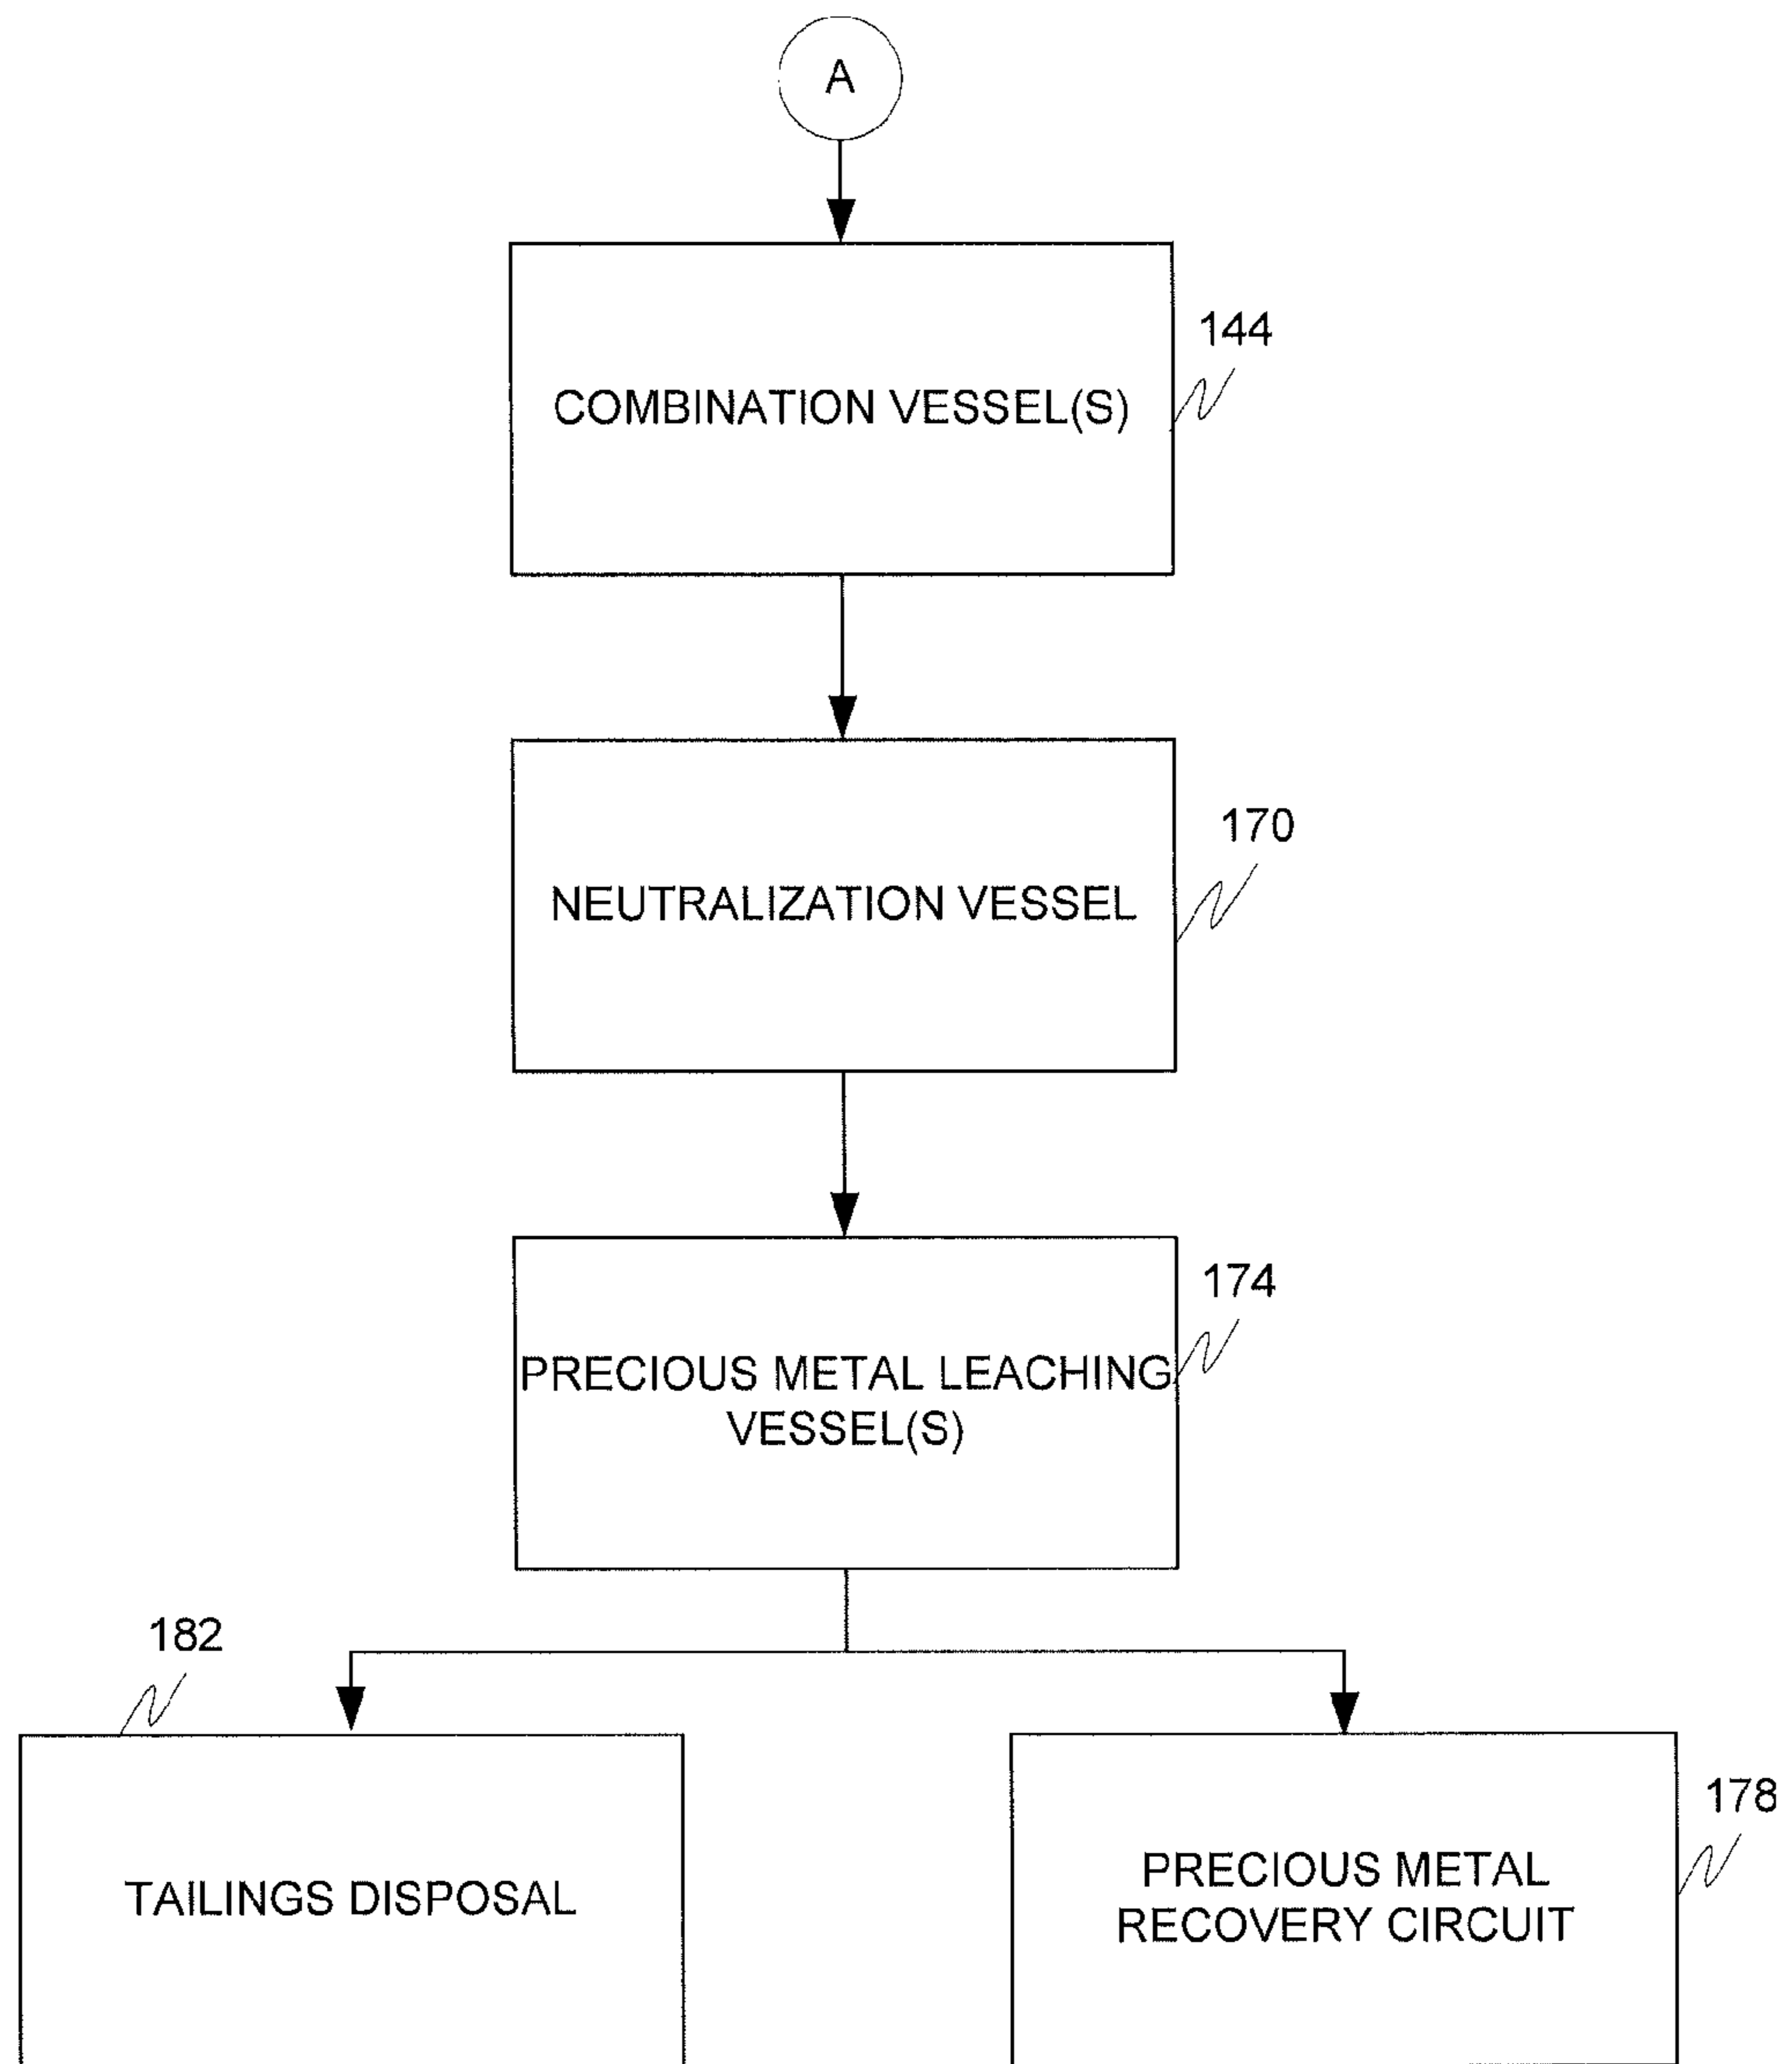 A
144
COMBINATION VESSEL(S)
170
NEUTRALIZATION VESSEL
174
PRECIOUS METAL LEACHING
VESSEL(S)
182
TAILINGS DISPOSAL
178
PRECIOUS METAL
RECOVERY CIRCUIT